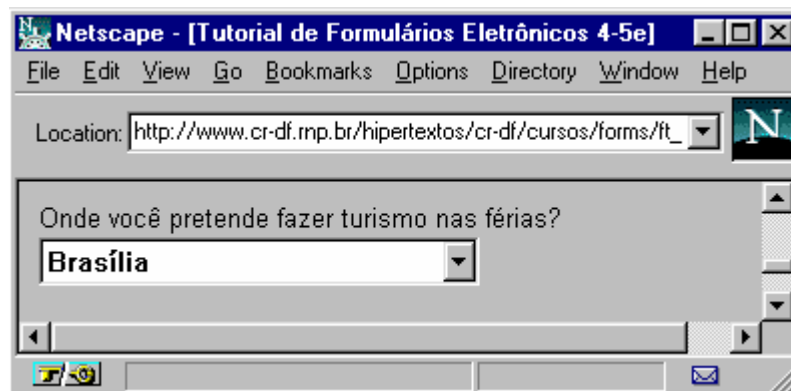 Netscape - [Tutorial de Formulários Eletrônicos 4-5e]
File Edit View Go Bookmarks Options Directory Window Help
Location: http://www.cr-df.rnp.br/hipertextos/cr-df/cursos/forms/ft_
N
Onde você pretende fazer turismo nas férias?
Brasília